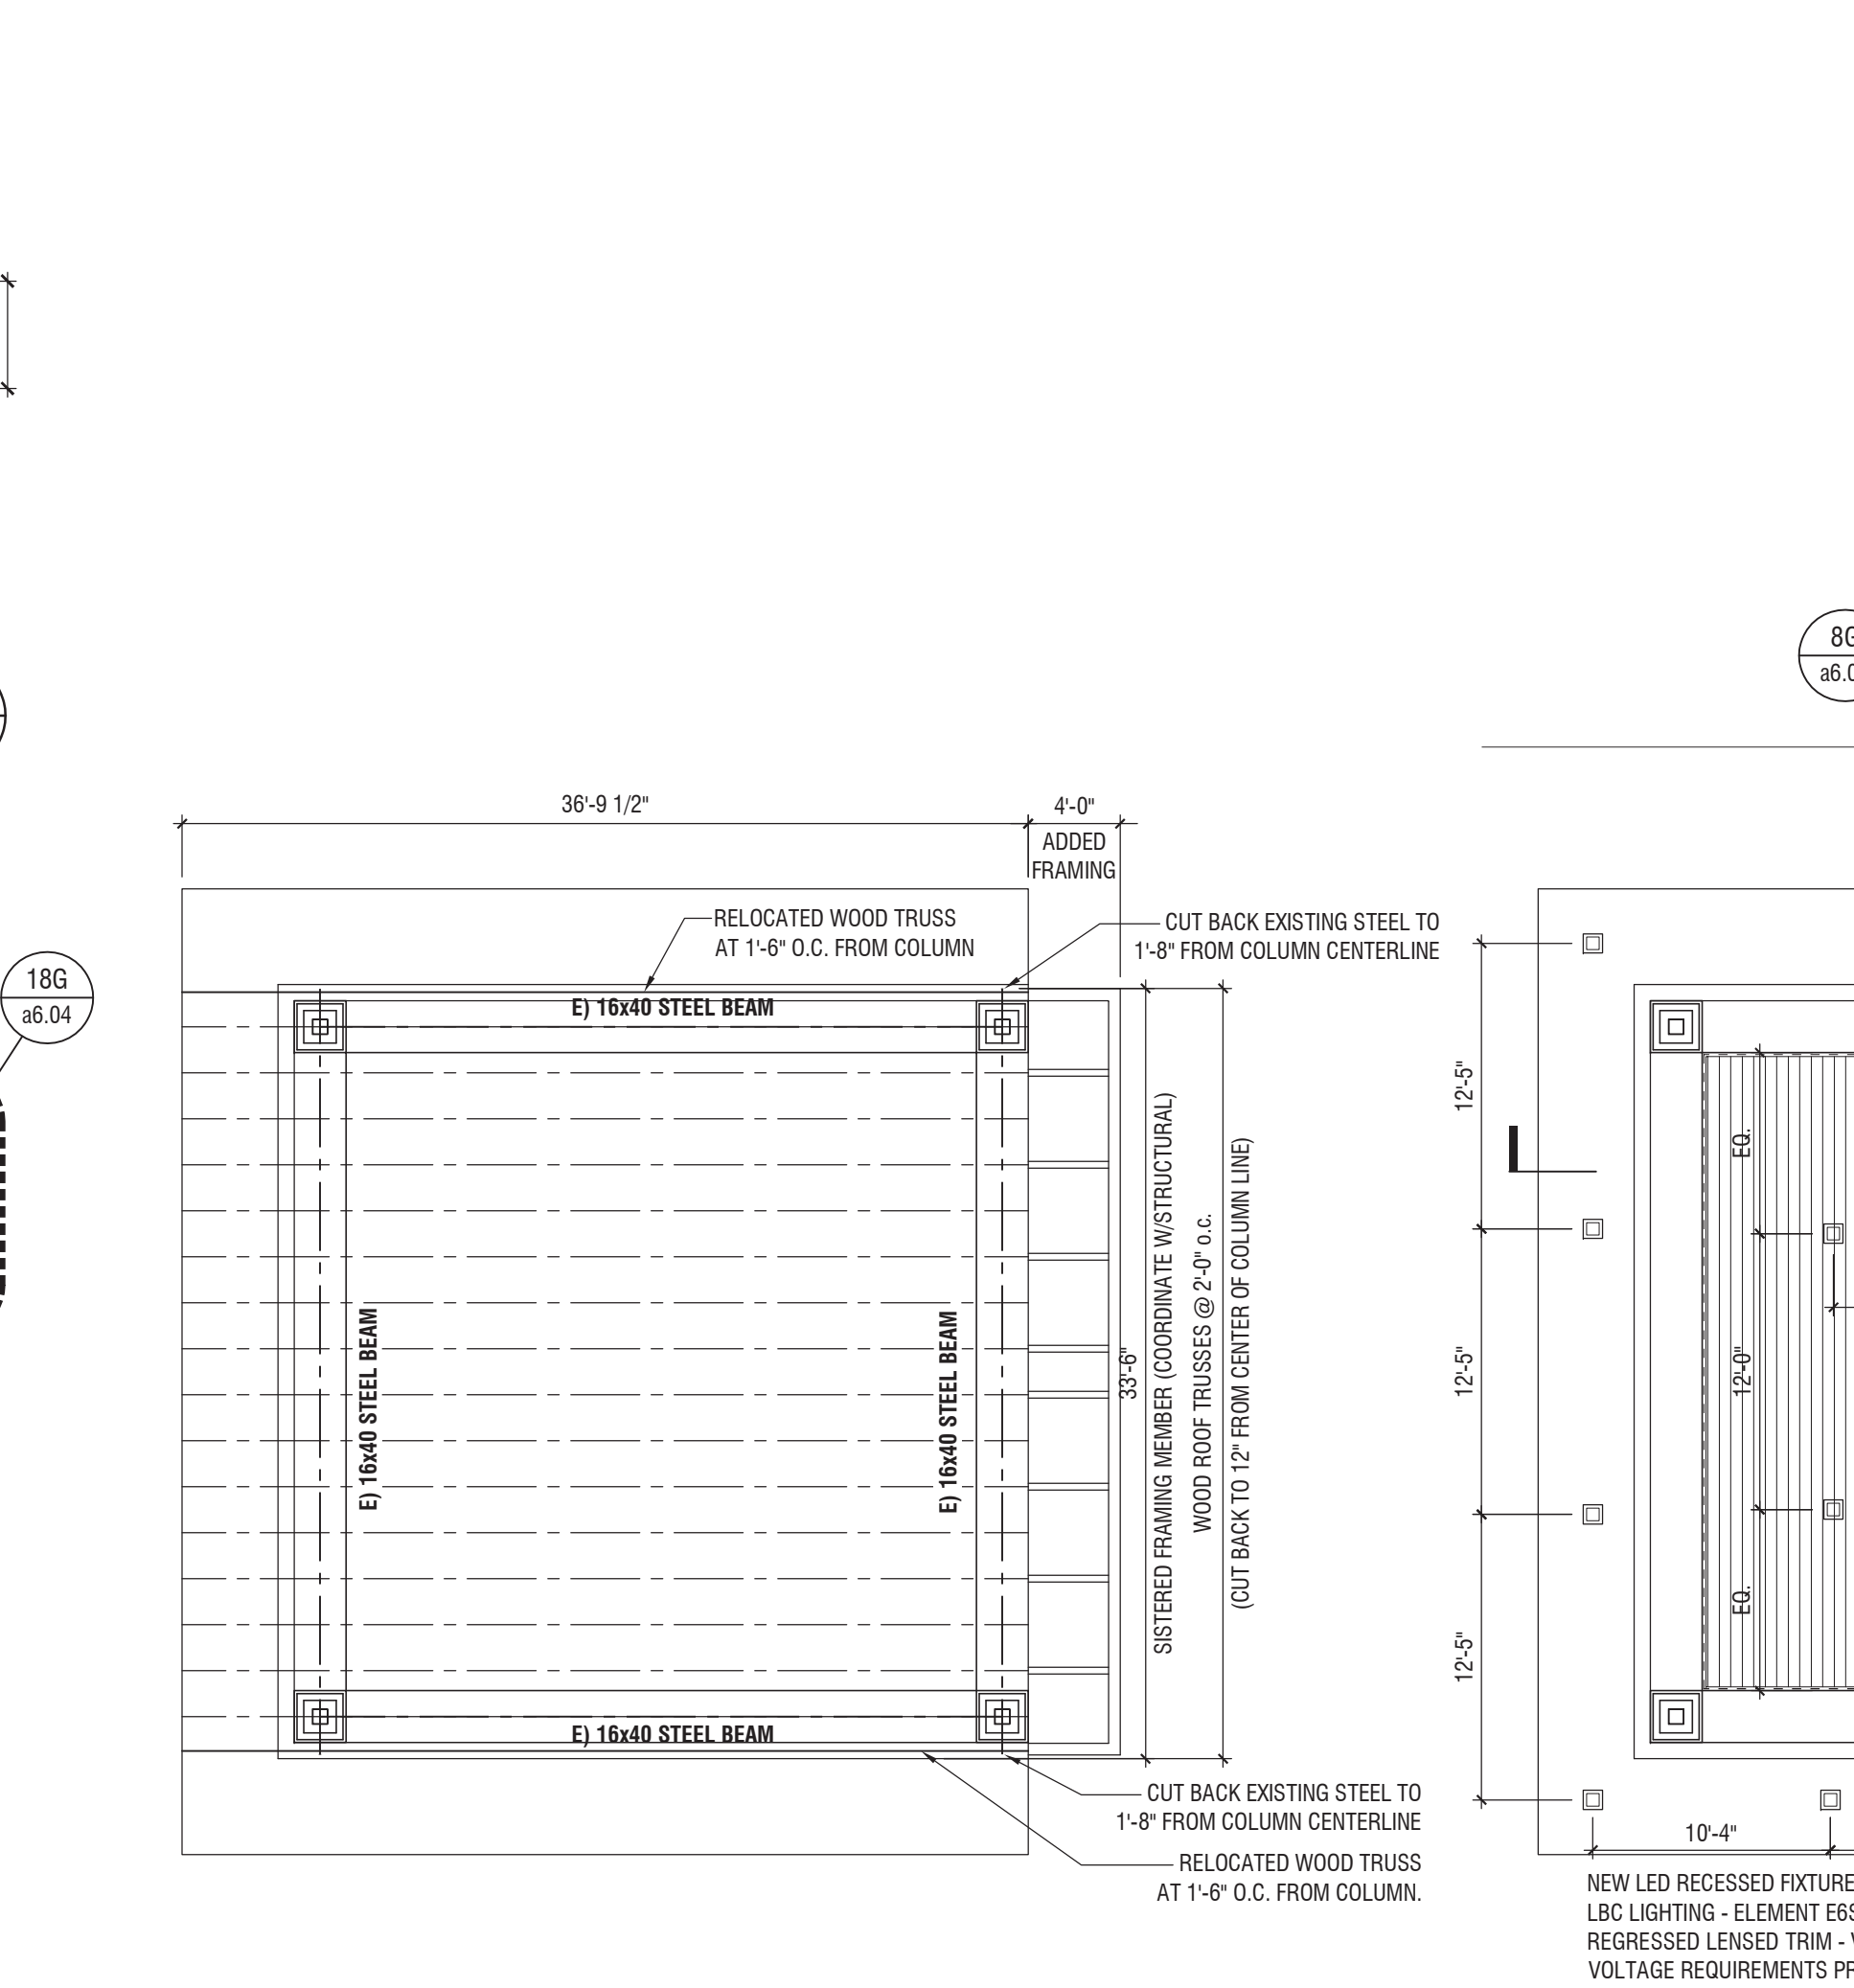 8G
36'-9 1/2"
4'-0"
ADDED
FRAMING
RELOCATED WOOD TRUSS
AT 1'-6" O.C. FROM COLUMN
CUT BACK EXISTING STEEL TO
1'-8" FROM COLUMN CENTERLINE
18G
a6.04
E) 16x40 STEEL BEAM
E) 16x40 STEEL BEAM
E) 16x40 STEEL BEAM
33'-6"
SISTERED FRAMING MEMBER (COORDINATE W/STRUCTURAL)
WOOD ROOF TRUSSES @ 2'-0" o.c.
(CUT BACK TO 12" FROM CENTER OF COLUMN LINE)
E) 16x40 STEEL BEAM
CUT BACK EXISTING STEEL TO
1'-8" FROM COLUMN CENTERLINE
RELOCATED WOOD TRUSS
AT 1'-6" O.C. FROM COLUMN.
12'-5"
12'-5"
12'-5"
EQ.
12'-0"
EQ.
10'-4"
NEW LED RECESSED FIXTURE
LBC LIGHTING - ELEMENT
REGRESSED LENSED TRIM -
VOLTAGE REQUIREMENTS